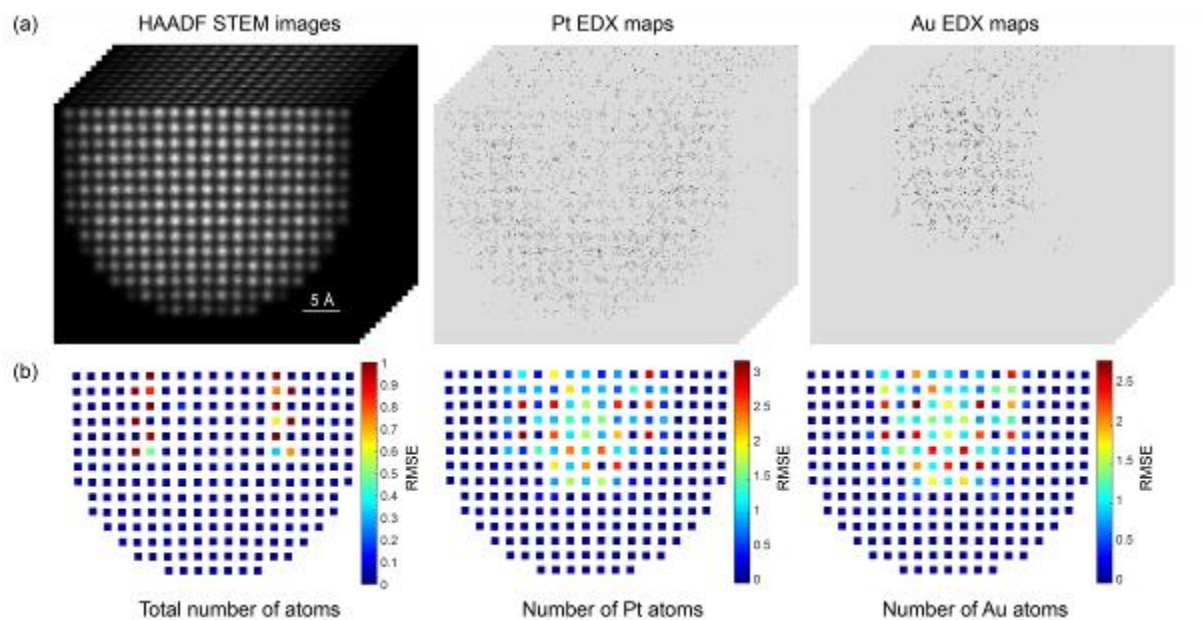 (a)
HAADF STEM images
Pt EDX maps
Au EDX maps
5 Å
(b)
1
0.9
0.8
0.7
0.6
0.5
0.4
0.3
0.2
0.1
0
RMSE
3
2.5
2
1.5
1
0.5
0
RMSE
2.5
2
1.5
1
0.5
0
RMSE
Total number of atoms
Number of Pt atoms
Number of Au atoms